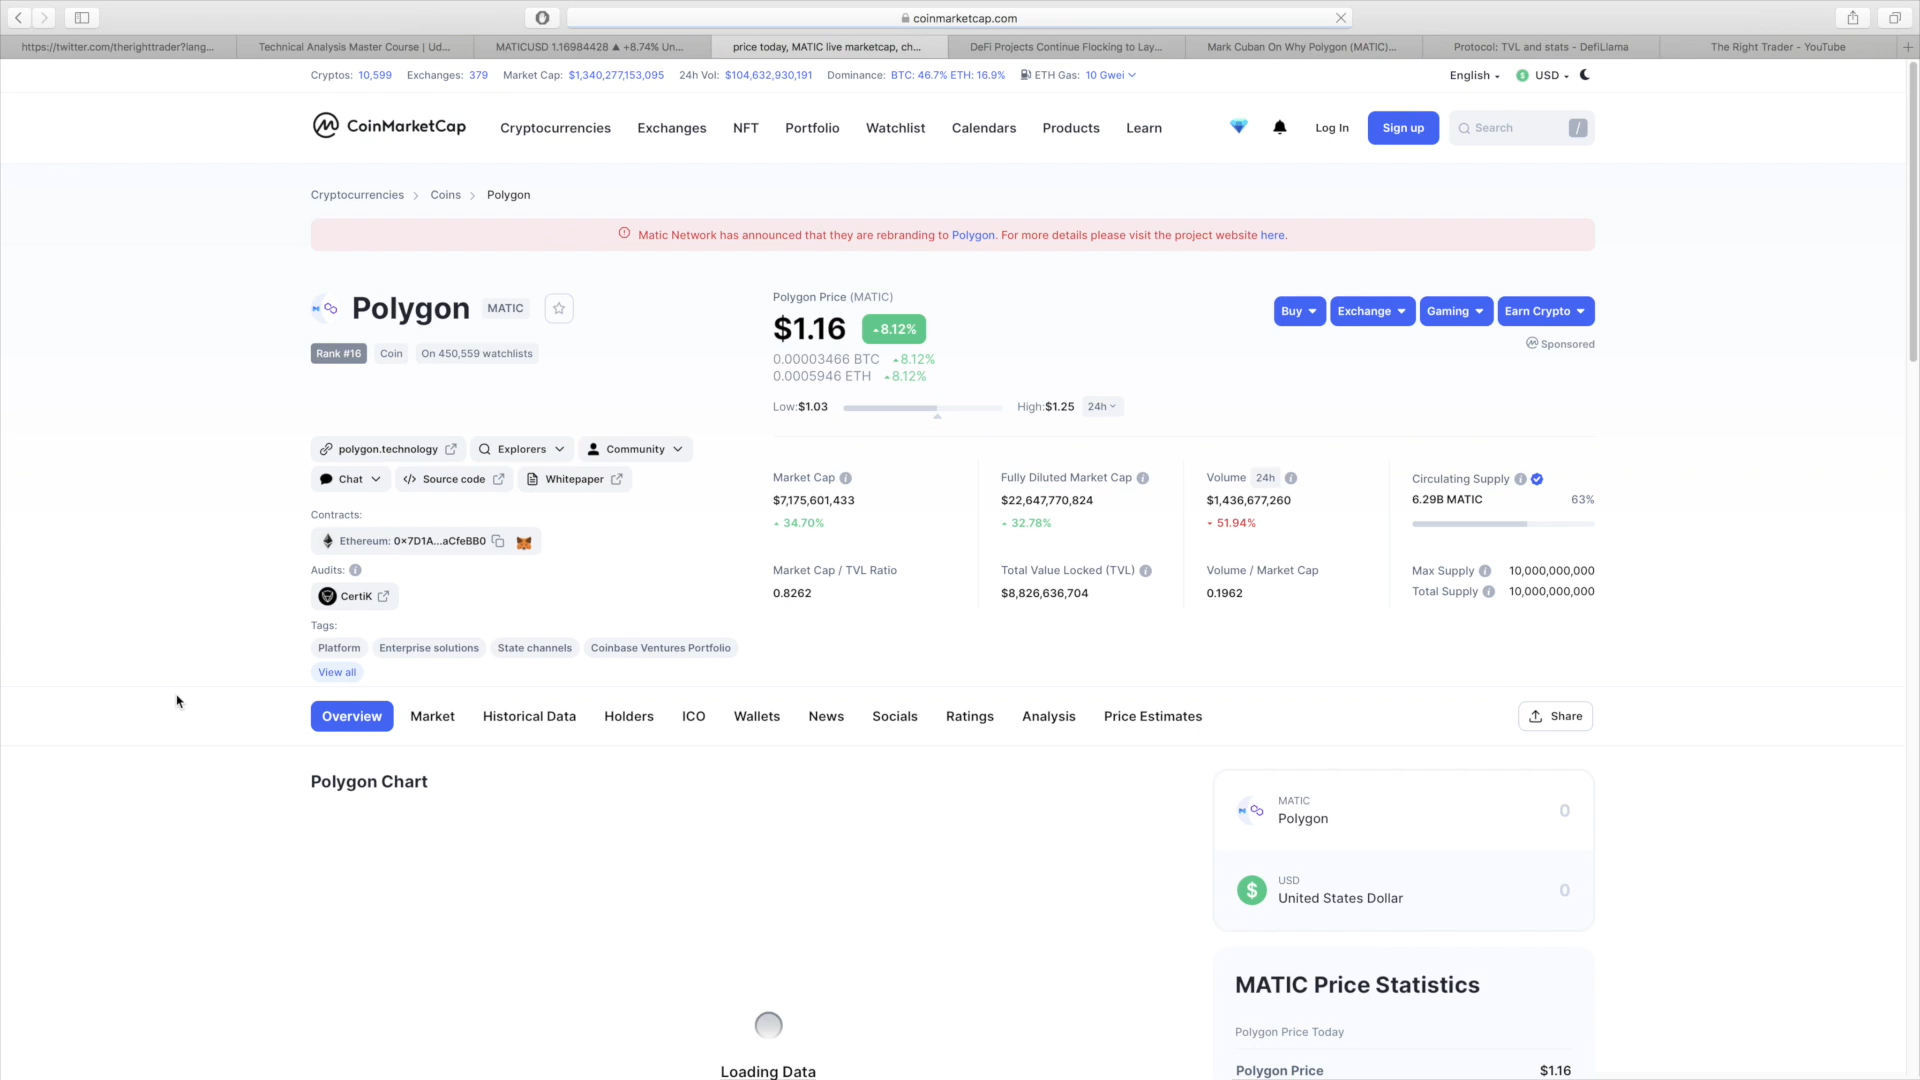 coinmarketcap.com
https://twitter.com/therighttrader?lang...
Technical Analysis Master Course | Ud...
MATICUSD 1.16984428 ▲ +8.74% Un...
price today, MATIC live marketcap, ch...
DeFi Projects Continue Flocking to Lay...
Mark Cuban On Why Polygon (MATIC)...
Protocol: TVL and stats - DefiLlama
The Right Trader - YouTube
Cryptos: 10,599 Exchanges: 379 Market Cap: $1,340,277,153,095 24h Vol: $104,632,930,191 Dominance: BTC: 46.7% ETH: 16.9% ETH Gas: 10 Gwei
English USD
CoinMarketCap
Cryptocurrencies Exchanges NFT Portfolio Watchlist Calendars Products Learn
Log In Sign up Search /
Cryptocurrencies > Coins > Polygon
Matic Network has announced that they are rebranding to Polygon. For more details please visit the project website here.
Polygon MATIC
Rank #16 Coin On 450,559 watchlists
polygon.technology Explorers Community
Chat Source code Whitepaper
Contracts:
Ethereum: 0x7D1A...aCfeBB0
Audits:
CertiK
Tags:
Platform Enterprise solutions State channels Coinbase Ventures Portfolio
View all
Polygon Price (MATIC)
$1.16 8.12%
0.00003466 BTC 8.12%
0.0005946 ETH 8.12%
Low:$1.03 High:$1.25 24h
Buy Exchange Gaming Earn Crypto
Sponsored
Market Cap
$7,175,601,433
34.70%
Fully Diluted Market Cap
$22,647,770,824
32.78%
Volume 24h
$1,436,677,260
51.94%
Circulating Supply
6.29B MATIC 63%
Market Cap / TVL Ratio
0.8262
Total Value Locked (TVL)
$8,826,636,704
Volume / Market Cap
0.1962
Max Supply 10,000,000,000
Total Supply 10,000,000,000
Overview Market Historical Data Holders ICO Wallets News Socials Ratings Analysis Price Estimates Share
Polygon Chart
Loading Data
MATIC
Polygon 0
USD
United States Dollar 0
MATIC Price Statistics
Polygon Price Today
Polygon Price $1.16